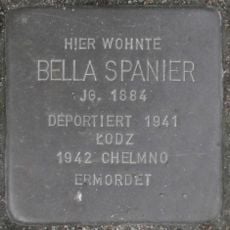 HIER WOHNTE
BELLA SPANIER
JG. 1884
DEPORTIERT 1941
ŁODZ
1942 CHELMNO
ERMORDET